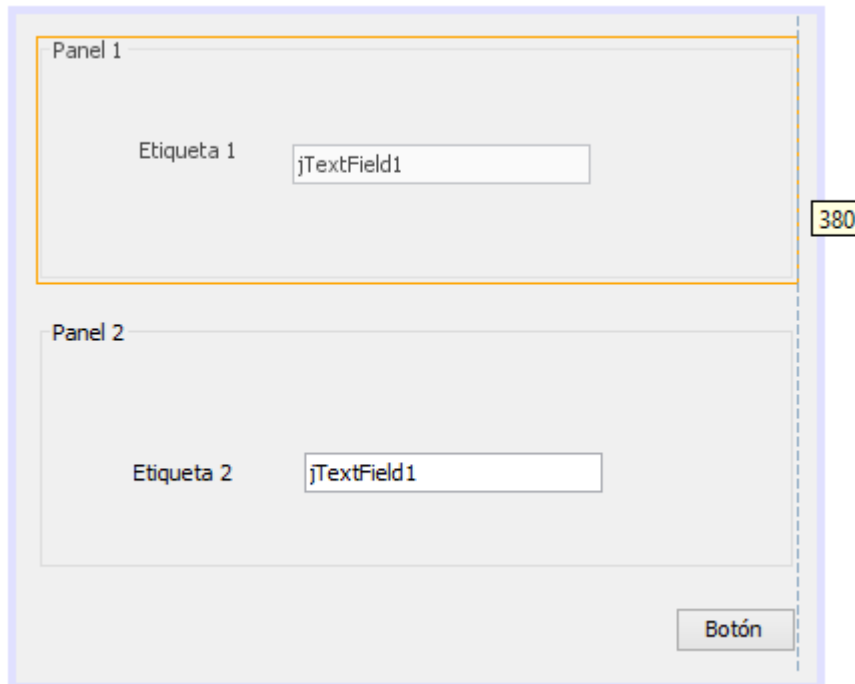 Panel 1
Etiqueta 1
jTextField1
380
Panel 2
Etiqueta 2
jTextField1
Botón